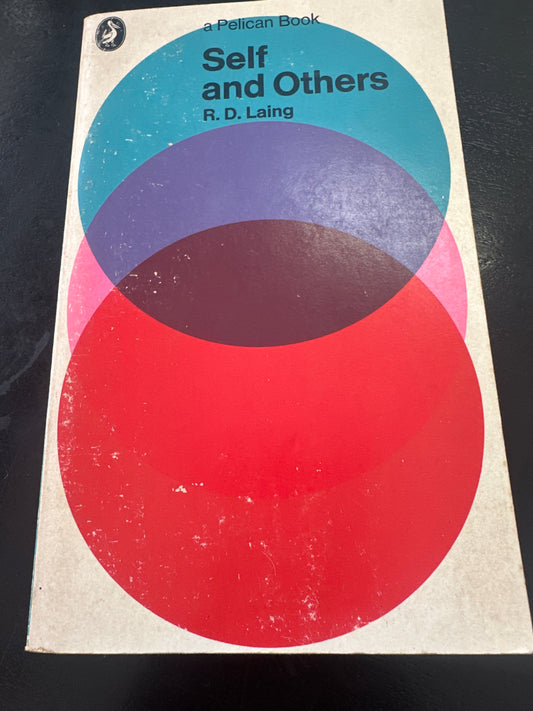 a Pelican Book
Self
and Others
R. D. Laing